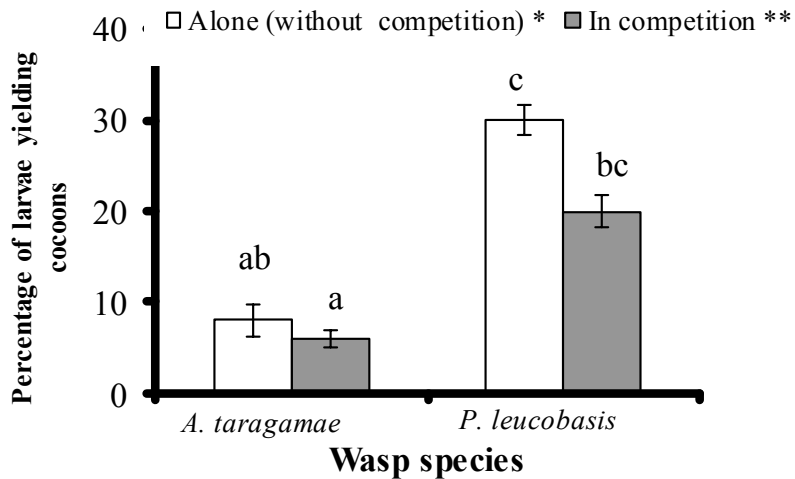 40
Alone (without competition) *
In competition **
Percentage of larvae yielding
cocoons
30
20
10
0
ab
a
c
bc
A. taragamae
P. leucobasis
Wasp species